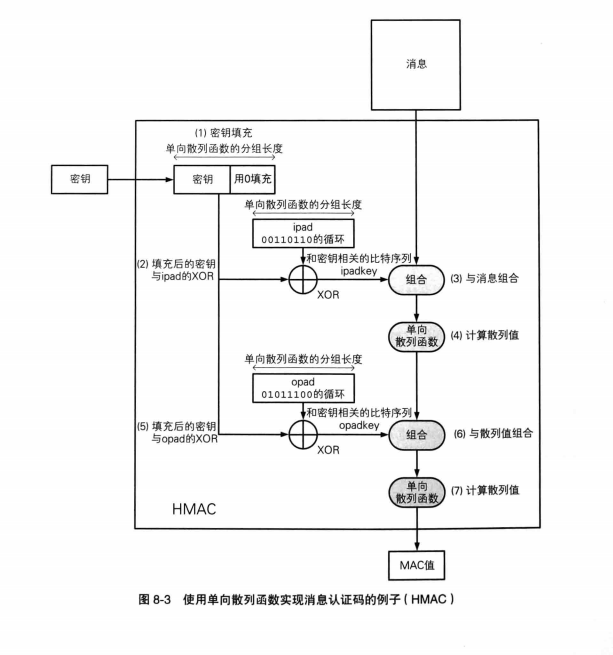 消息
(1) 密钥填充
单向散列函数的分组长度
密钥
密钥
用0填充
单向散列函数的分组长度
ipad
00110110的循环
(2) 填充后的密钥
与ipad的XOR
和密钥相关的比特序列
ipadkey
XOR
组合
(3) 与消息组合
单向
散列函数
(4) 计算散列值
单向散列函数的分组长度
opad
01011100的循环
(5) 填充后的密钥
与opad的XOR
和密钥相关的比特序列
opadkey
XOR
组合
(6) 与散列值组合
单向
散列函数
(7) 计算散列值
HMAC
MAC值
图 8-3 使用单向散列函数实现消息认证码的例子（HMAC）